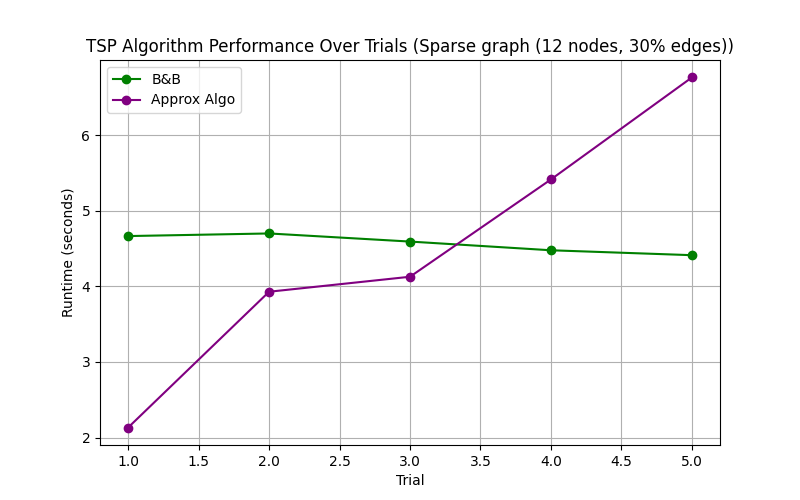 TSP Algorithm Performance Over Trials (Sparse graph (12 nodes, 30% edges))
B&B
Approx Algo
Runtime (seconds)
6
5
4
3
2
1.0 1.5 2.0 2.5 3.0 3.5 4.0 4.5 5.0
Trial